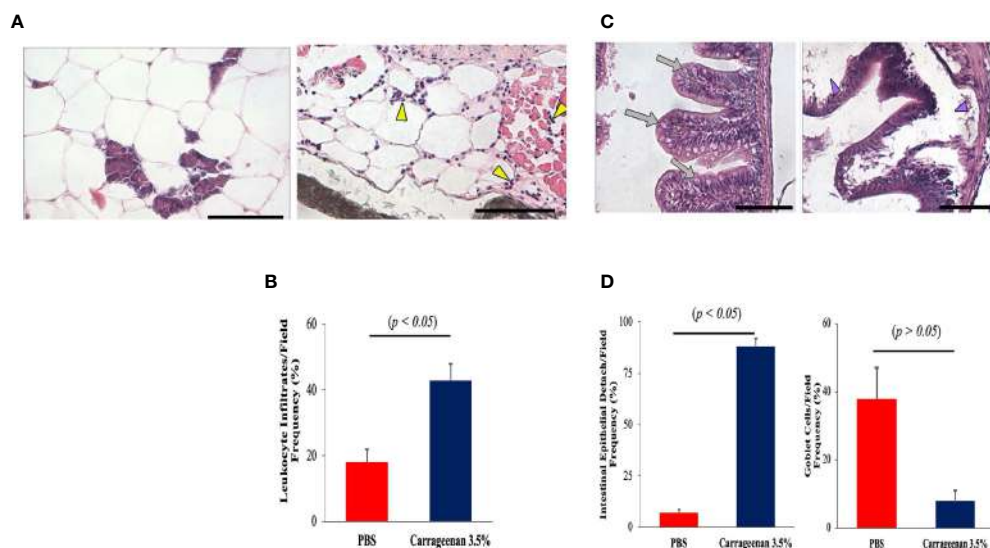 A
C
B
(p < 0.05)
Leukocyte Infiltrates/Field
Frequency (%)
60
40
20
0
PBS
Carrageenan 3.5%
D
(p < 0.05)
Intestinal Epithelial Detach/Field
Frequency (%)
100
75
50
25
0
PBS
Carrageenan 3.5%
(p > 0.05)
Goblet Cells/Field
Frequency (%)
60
40
20
0
PBS
Carrageenan 3.5%